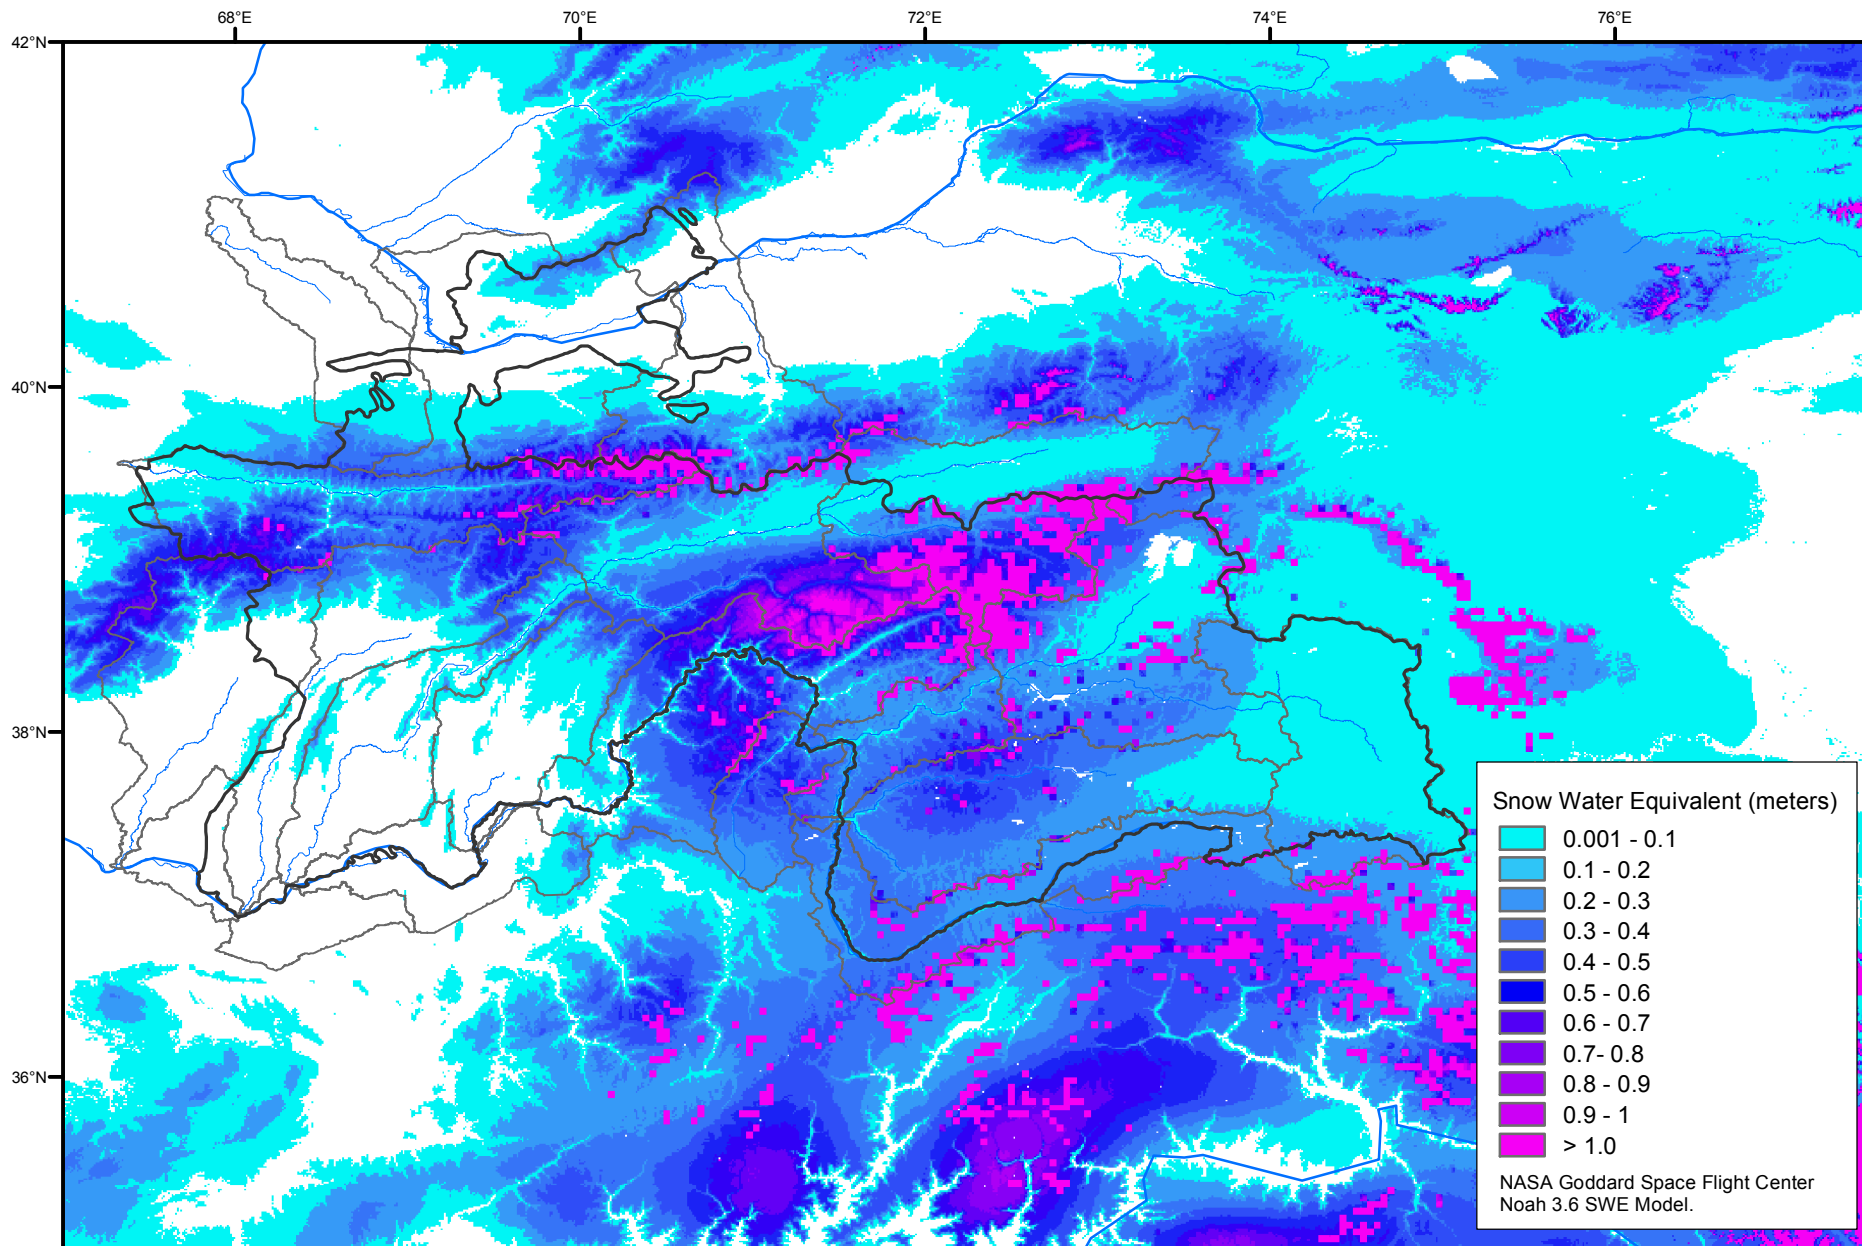 68°E 70°E 72°E 74°E 76°E
42°N
40°N
38°N
36°N
Snow Water Equivalent (meters)
0.001 - 0.1
0.1 - 0.2
0.2 - 0.3
0.3 - 0.4
0.4 - 0.5
0.5 - 0.6
0.6 - 0.7
0.7- 0.8
0.8 - 0.9
0.9 - 1
> 1.0
NASA Goddard Space Flight Center
Noah 3.6 SWE Model.